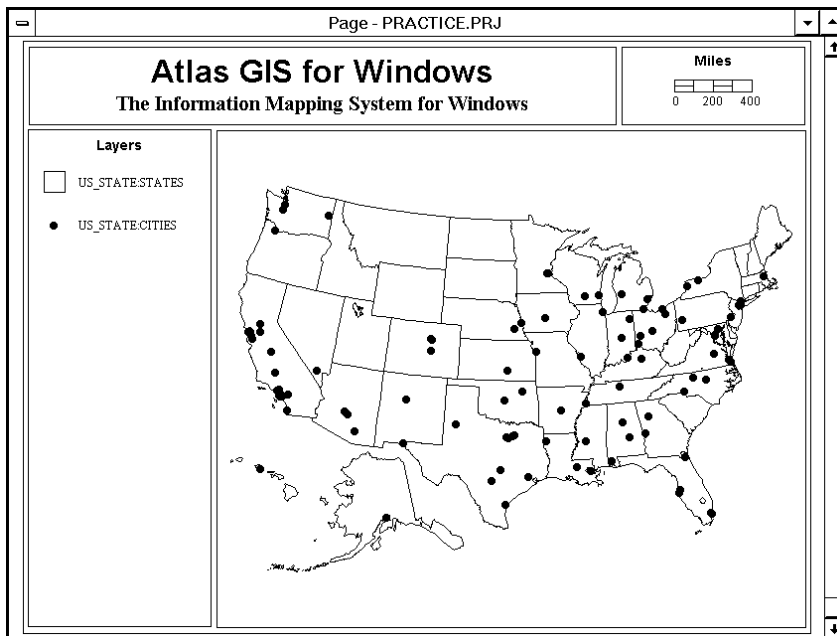 Page - PRACTICE.PRJ
Atlas GIS for Windows
The Information Mapping System for Windows
Miles
0 200 400
Layers
US_STATE:STATES
US_STATE:CITIES